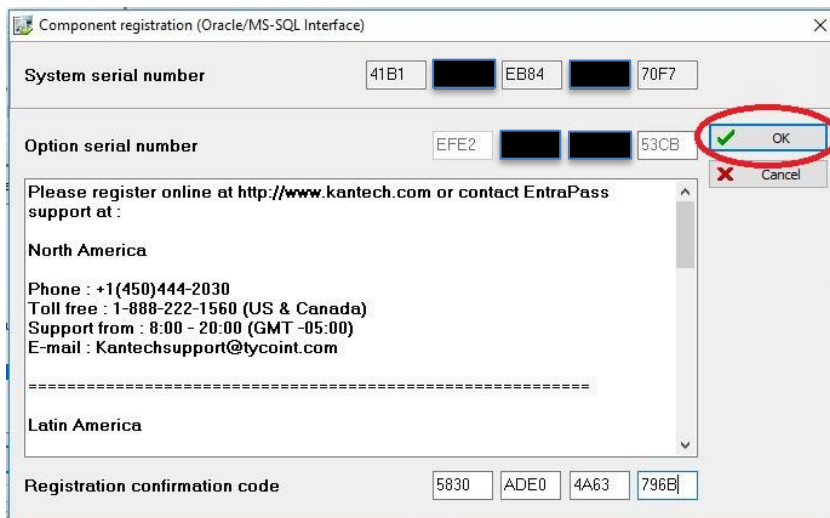 Component registration (Oracle/MS-SQL Interface)
System serial number 41B1 EB84 70F7
Option serial number EFE2 53CB
OK
Cancel
Please register online at http://www.kantech.com or contact EntraPass
support at :
North America
Phone : +1(450)444-2030
Toll free : 1-888-222-1560 (US & Canada)
Support from : 8:00 - 20:00 (GMT -05:00)
E-mail : Kantechsupport@tycoint.com
==========================================================
Latin America
Registration confirmation code 5830 ADE0 4A63 796B